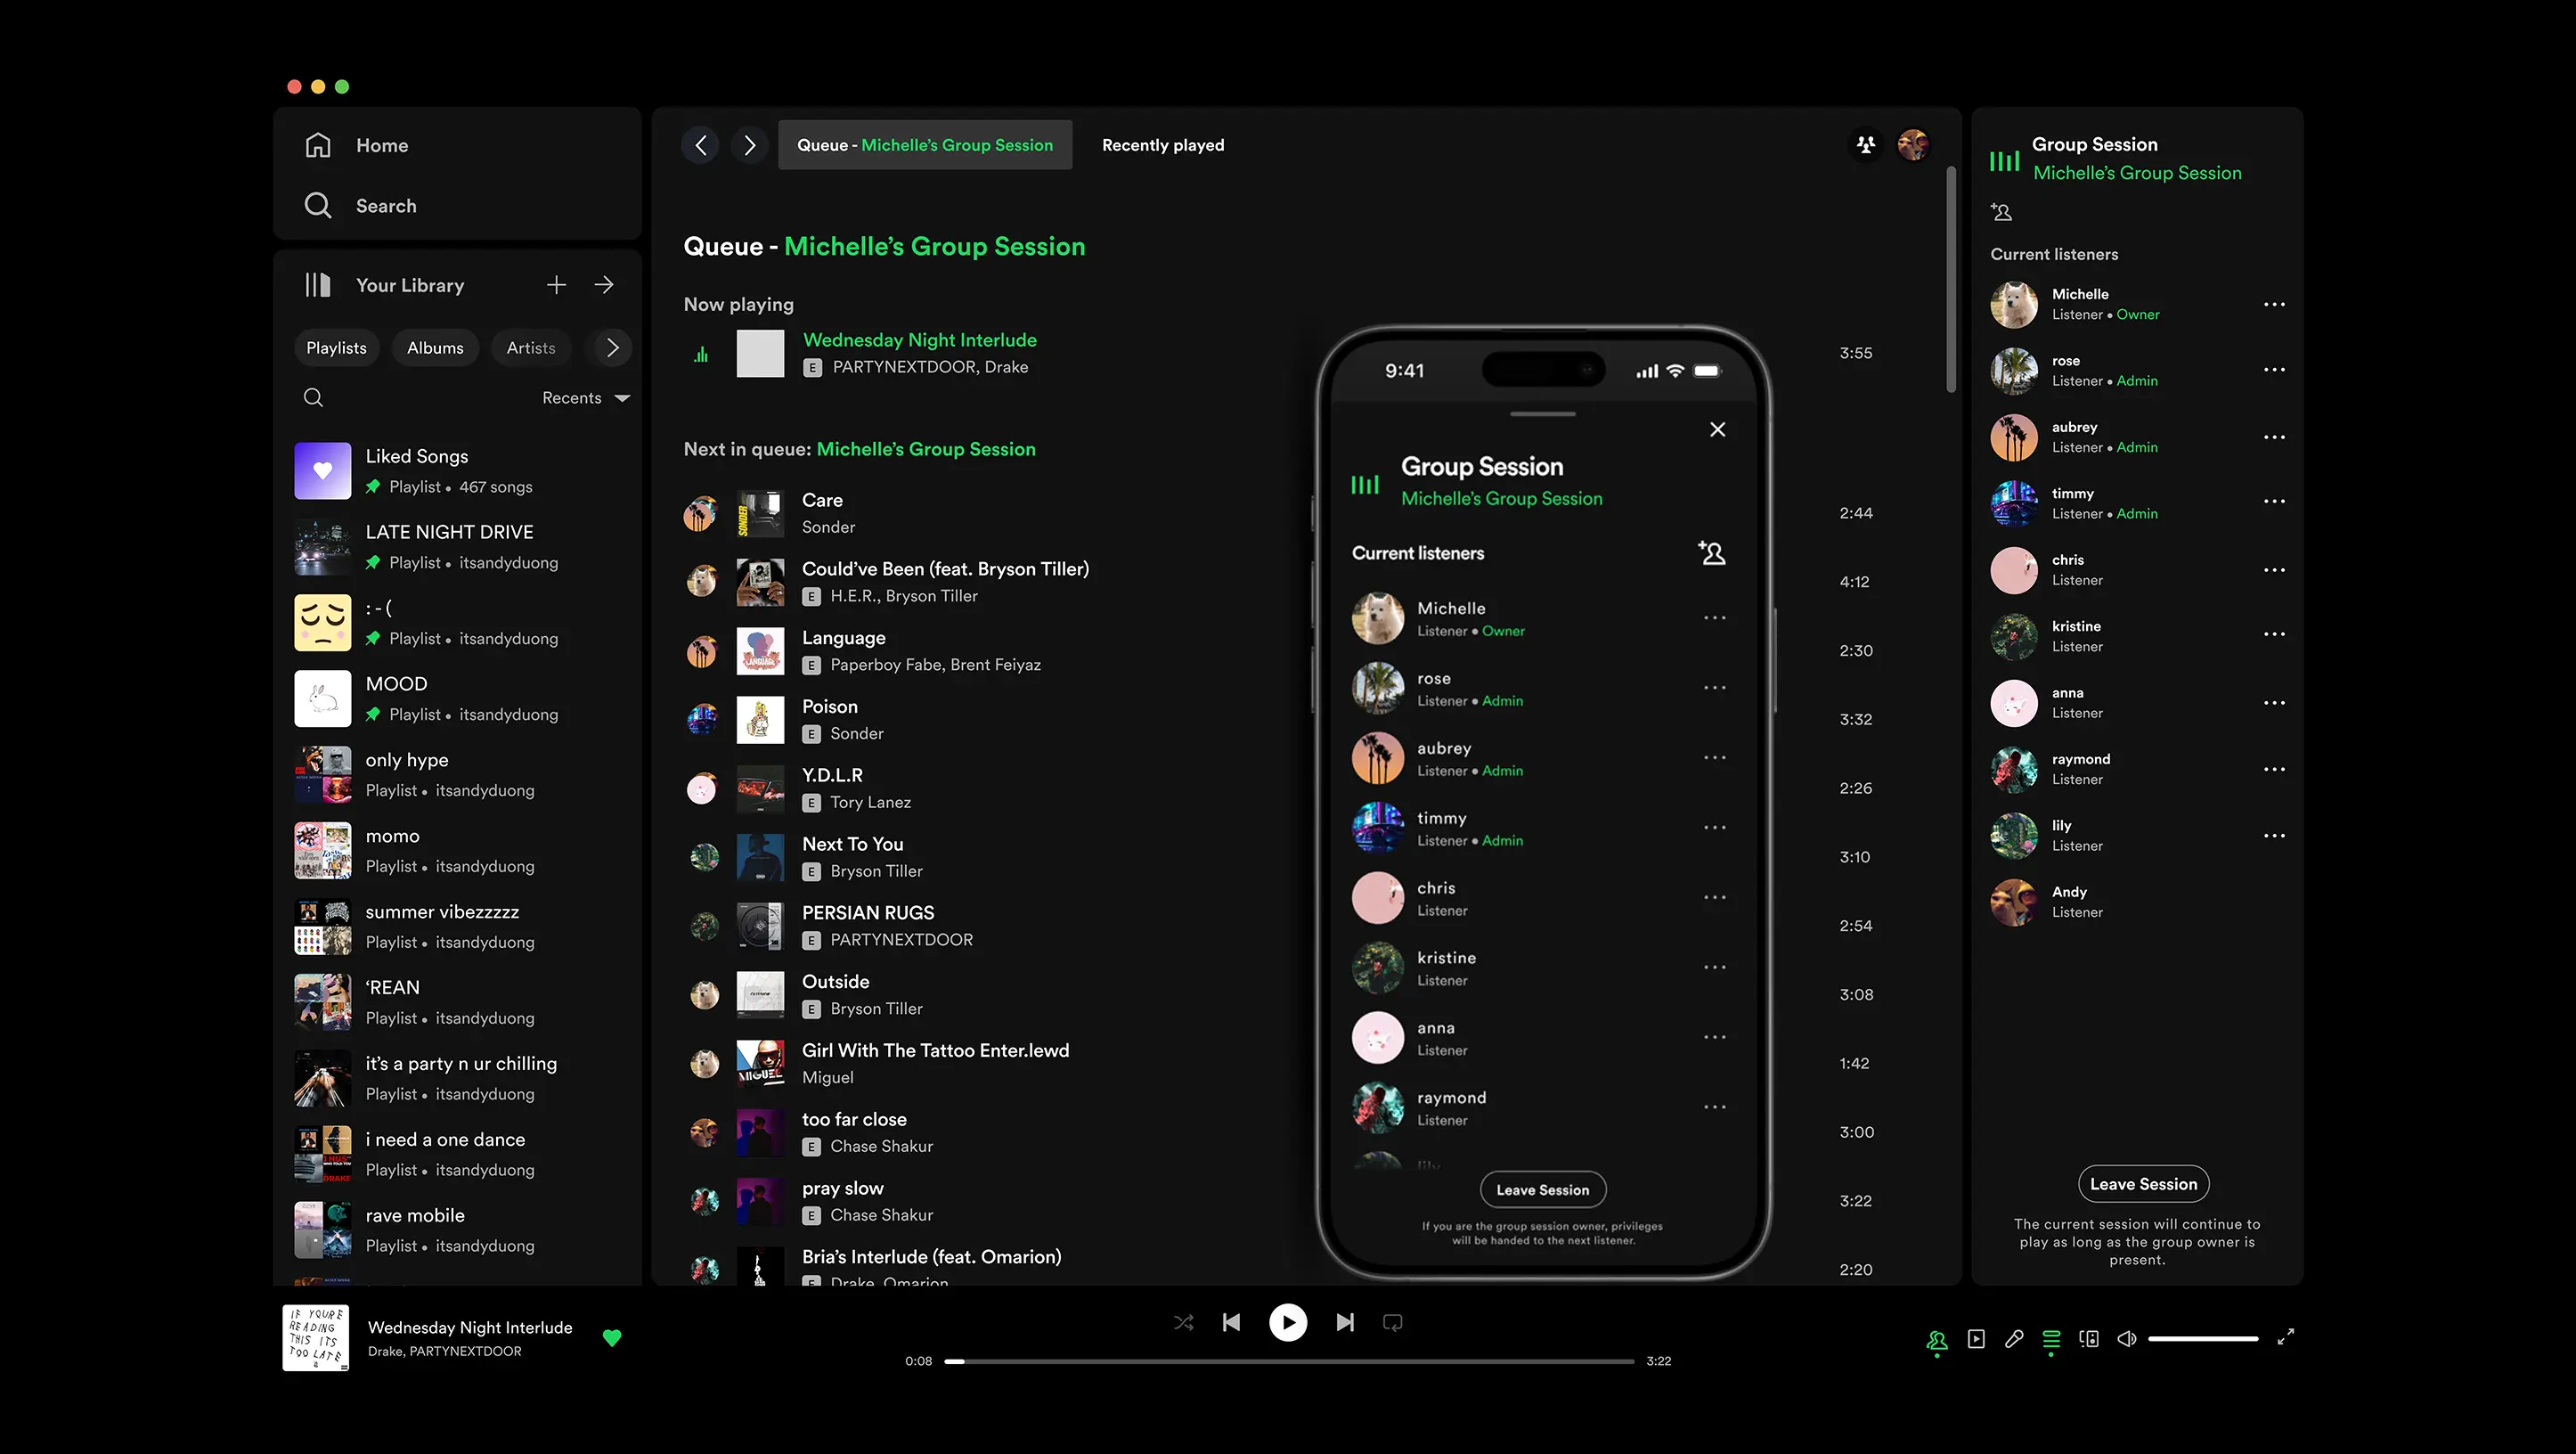 Home
Search
Your Library
Playlists
Albums
Artists
Recents
Liked Songs
Playlist • 467 songs
LATE NIGHT DRIVE
Playlist • itsandyduong
: - (
Playlist • itsandyduong
MOOD
Playlist • itsandyduong
only hype
Playlist • itsandyduong
momo
Playlist • itsandyduong
summer vibezzzzz
Playlist • itsandyduong
‘REAN
Playlist • itsandyduong
it’s a party n ur chilling
Playlist • itsandyduong
i need a one dance
Playlist • itsandyduong
rave mobile
Playlist • itsandyduong
Queue - Michelle’s Group Session
Recently played
Queue - Michelle’s Group Session
Now playing
Wednesday Night Interlude
E PARTYNEXTDOOR, Drake
3:55
Next in queue: Michelle’s Group Session
SONDER
Care
Sonder
2:44
Could’ve Been (feat. Bryson Tiller)
E H.E.R., Bryson Tiller
4:12
LANGUAGE
Language
E Paperboy Fabe, Brent Feiyaz
2:30
Poison
E Sonder
3:32
Y.D.L.R
E Tory Lanez
2:26
Next To You
E Bryson Tiller
3:10
PERSIAN RUGS
E PARTYNEXTDOOR
2:54
Outside
E Bryson Tiller
3:08
MIGUEL
Girl With The Tattoo Enter.lewd
Miguel
1:42
too far close
E Chase Shakur
3:00
pray slow
E Chase Shakur
3:22
Bria’s Interlude (feat. Omarion)
E Drake, Omarion
2:20
9:41
Group Session
Michelle’s Group Session
Current listeners
Michelle
Listener • Owner
rose
Listener • Admin
aubrey
Listener • Admin
timmy
Listener • Admin
chris
Listener
kristine
Listener
anna
Listener
raymond
Listener
lily
Leave Session
If you are the group session owner, privileges
will be handed to the next listener.
Group Session
Michelle’s Group Session
Current listeners
Michelle
Listener • Owner
rose
Listener • Admin
aubrey
Listener • Admin
timmy
Listener • Admin
chris
Listener
kristine
Listener
anna
Listener
raymond
Listener
lily
Listener
Andy
Listener
Leave Session
The current session will continue to
play as long as the group owner is
present.
IF YOURE
READING
THIS ITS
TOO LATE
Wednesday Night Interlude
Drake, PARTYNEXTDOOR
0:08
3:22